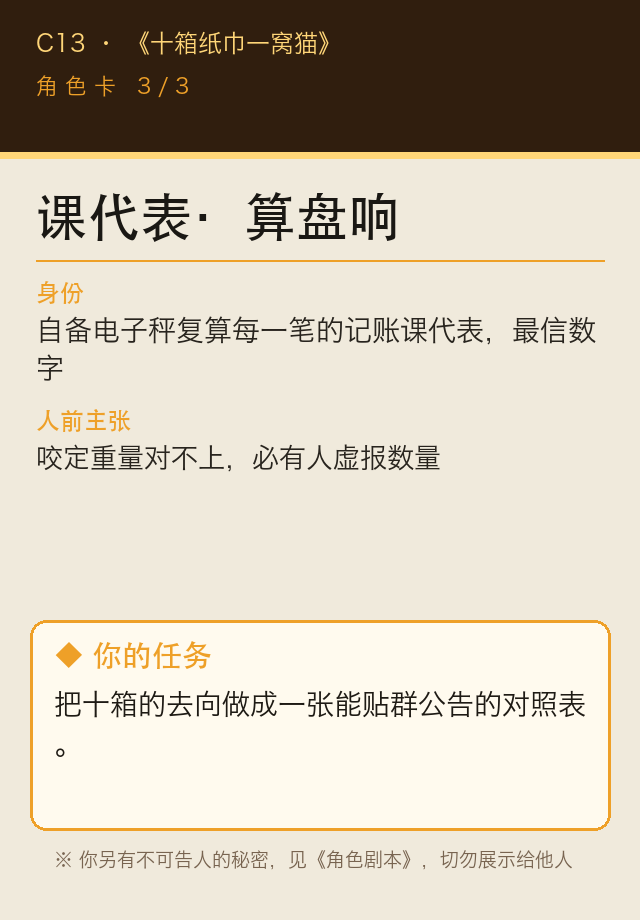 C13 · 《十箱纸巾一窝猫》
角色卡 3/3
课代表· 算盘响
身份
自备电子秤复算每一笔的记账课代表，最信数
字
人前主张
咬定重量对不上，必有人虚报数量
◆ 你的任务
把十箱的去向做成一张能贴群公告的对照表
。
※ 你另有不可告人的秘密，见《角色剧本》，切勿展示给他人